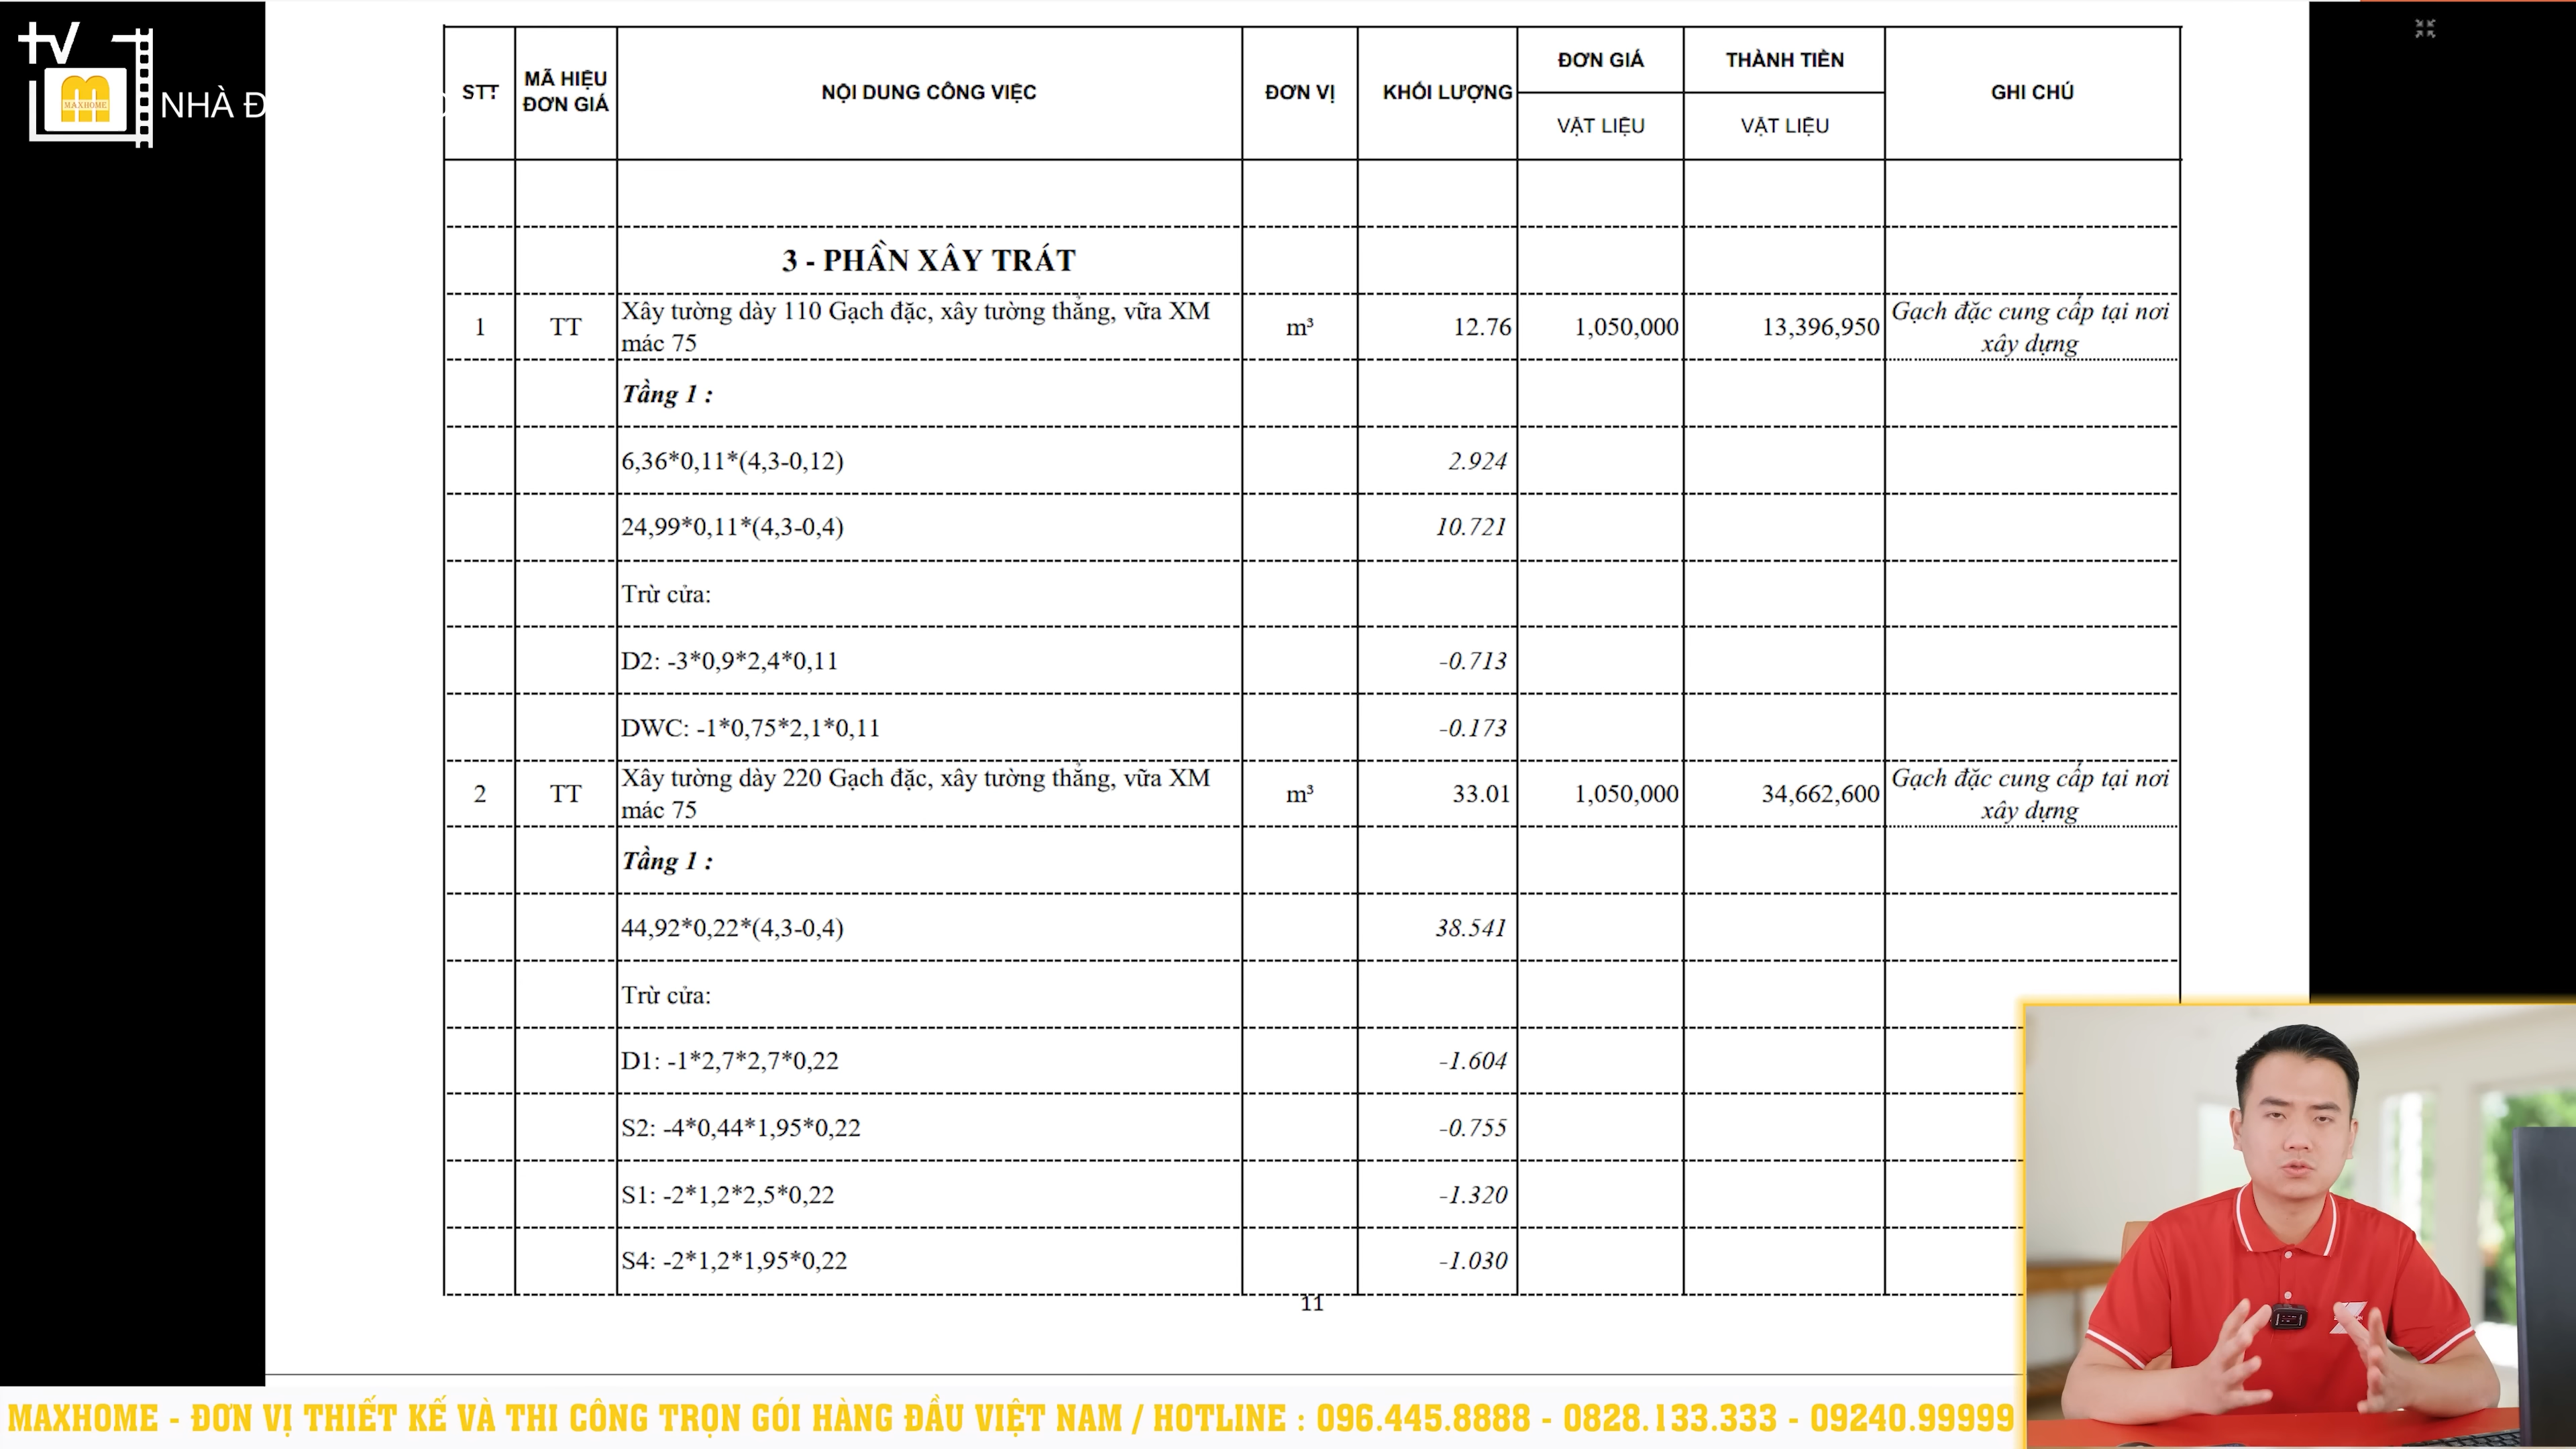 tv
MAXHOME
NHÀ Đ
STT
MÃ HIỆU
ĐƠN GIÁ
NỘI DUNG CÔNG VIỆC
ĐƠN VỊ
KHỐI LƯỢNG
ĐƠN GIÁ
THÀNH TIỀN
GHI CHÚ
VẬT LIỆU
VẬT LIỆU
3 - PHẦN XÂY TRÁT
1 TT Xây tường dày 110 Gạch đặc, xây tường thẳng, vữa XM
mác 75
m³ 12.76 1,050,000 13,396,950
Gạch đặc cung cấp tại nơi
xây dựng
Tầng 1 :
6,36*0,11*(4,3-0,12) 2.924
24,99*0,11*(4,3-0,4) 10.721
Trừ cửa:
D2: -3*0,9*2,4*0,11 -0.713
DWC: -1*0,75*2,1*0,11 -0.173
2 TT Xây tường dày 220 Gạch đặc, xây tường thẳng, vữa XM
mác 75
m³ 33.01 1,050,000 34,662,600
Gạch đặc cung cấp tại nơi
xây dựng
Tầng 1 :
44,92*0,22*(4,3-0,4) 38.541
Trừ cửa:
D1: -1*2,7*2,7*0,22 -1.604
S2: -4*0,44*1,95*0,22 -0.755
S1: -2*1,2*2,5*0,22 -1.320
S4: -2*1,2*1,95*0,22 -1.030
11
MAXHOME - ĐƠN VỊ THIẾT KẾ VÀ THI CÔNG TRỌN GÓI HÀNG ĐẦU VIỆT NAM / HOTLINE : 096.445.8888 - 0828.133.333 - 09240.99999